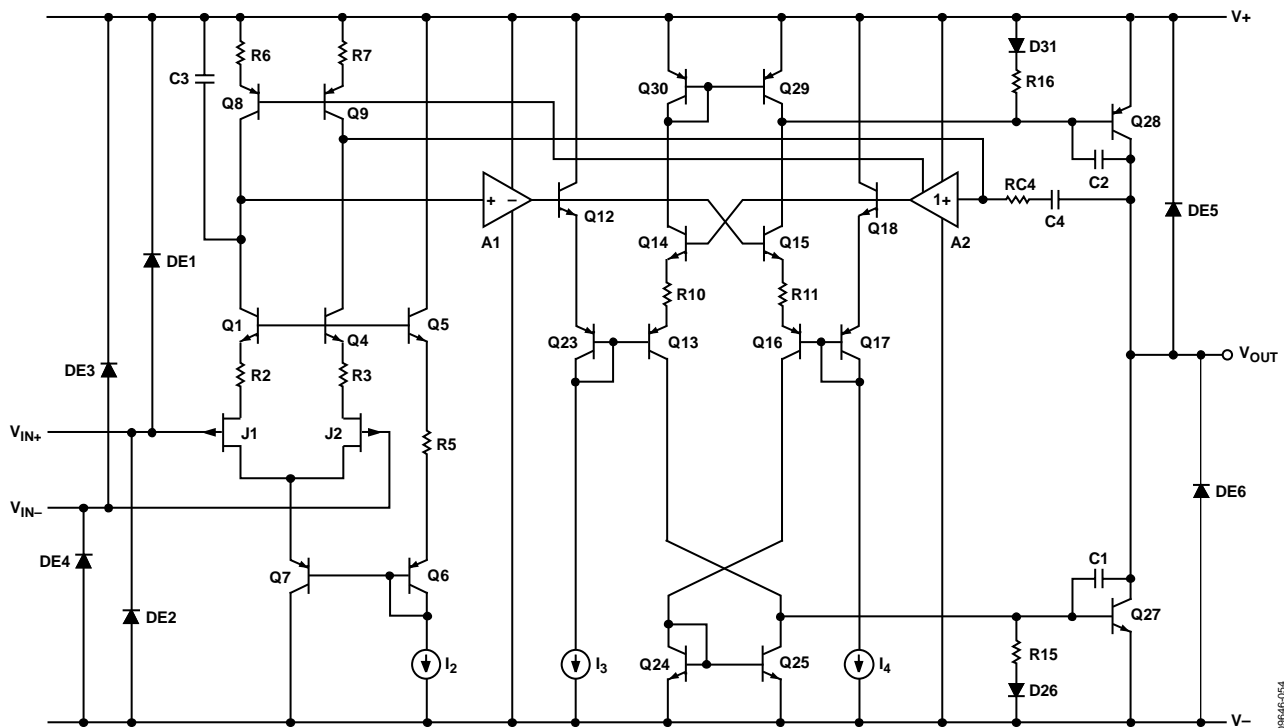 V+
R6
R7
D31
C3
Q30
Q29
R16
Q8
Q9
Q28
C2
RC4
C4
+ −
1+
DE5
A1
Q12
Q14
Q15
Q18
A2
DE1
R10
R11
Q1
Q4
Q5
Q23
Q13
Q16
Q17
VOUT
DE3
R2
R3
VIN+
J1
J2
R5
DE6
VIN−
DE4
C1
Q7
Q6
DE2
Q27
I2
I3
Q24
Q25
I4
R15
D26
V−
09646-054